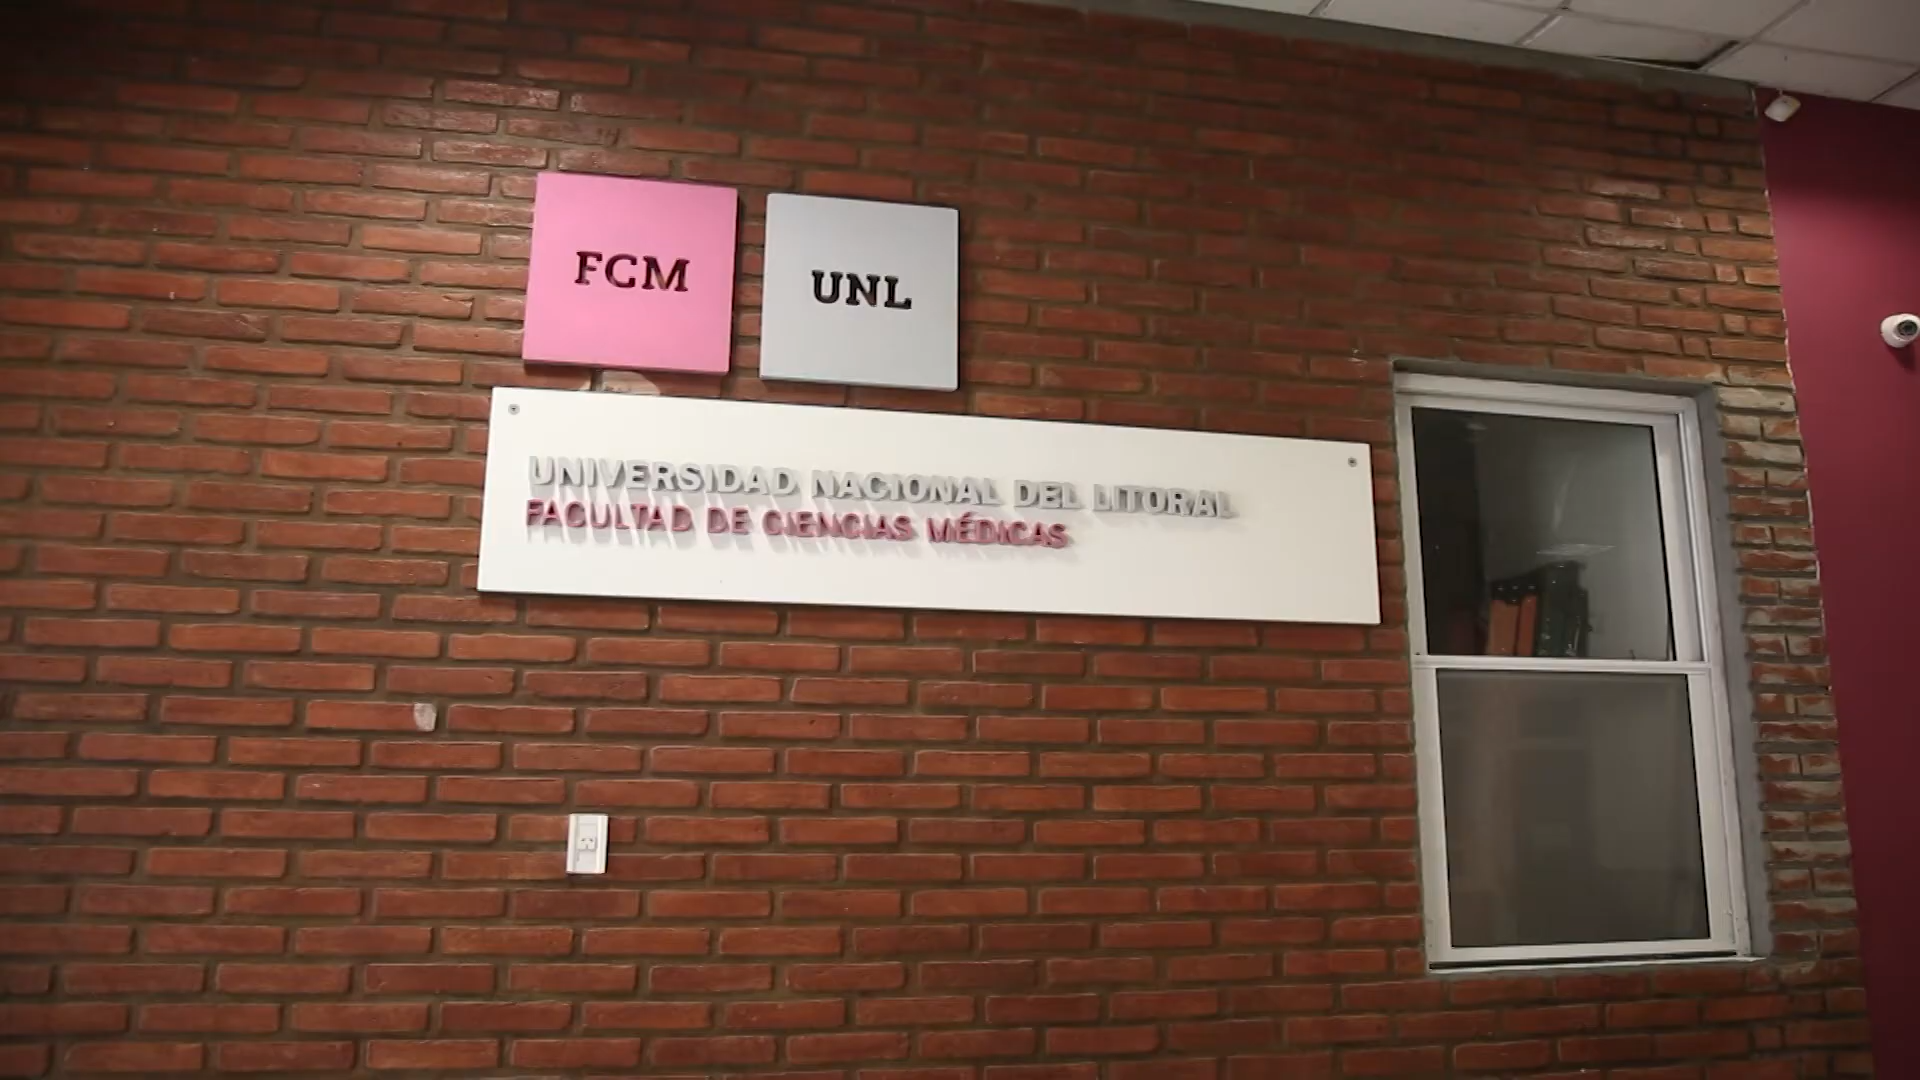 FCM
UNL
UNIVERSIDAD NACIONAL DEL LITORAL
FACULTAD DE CIENCIAS MÉDICAS